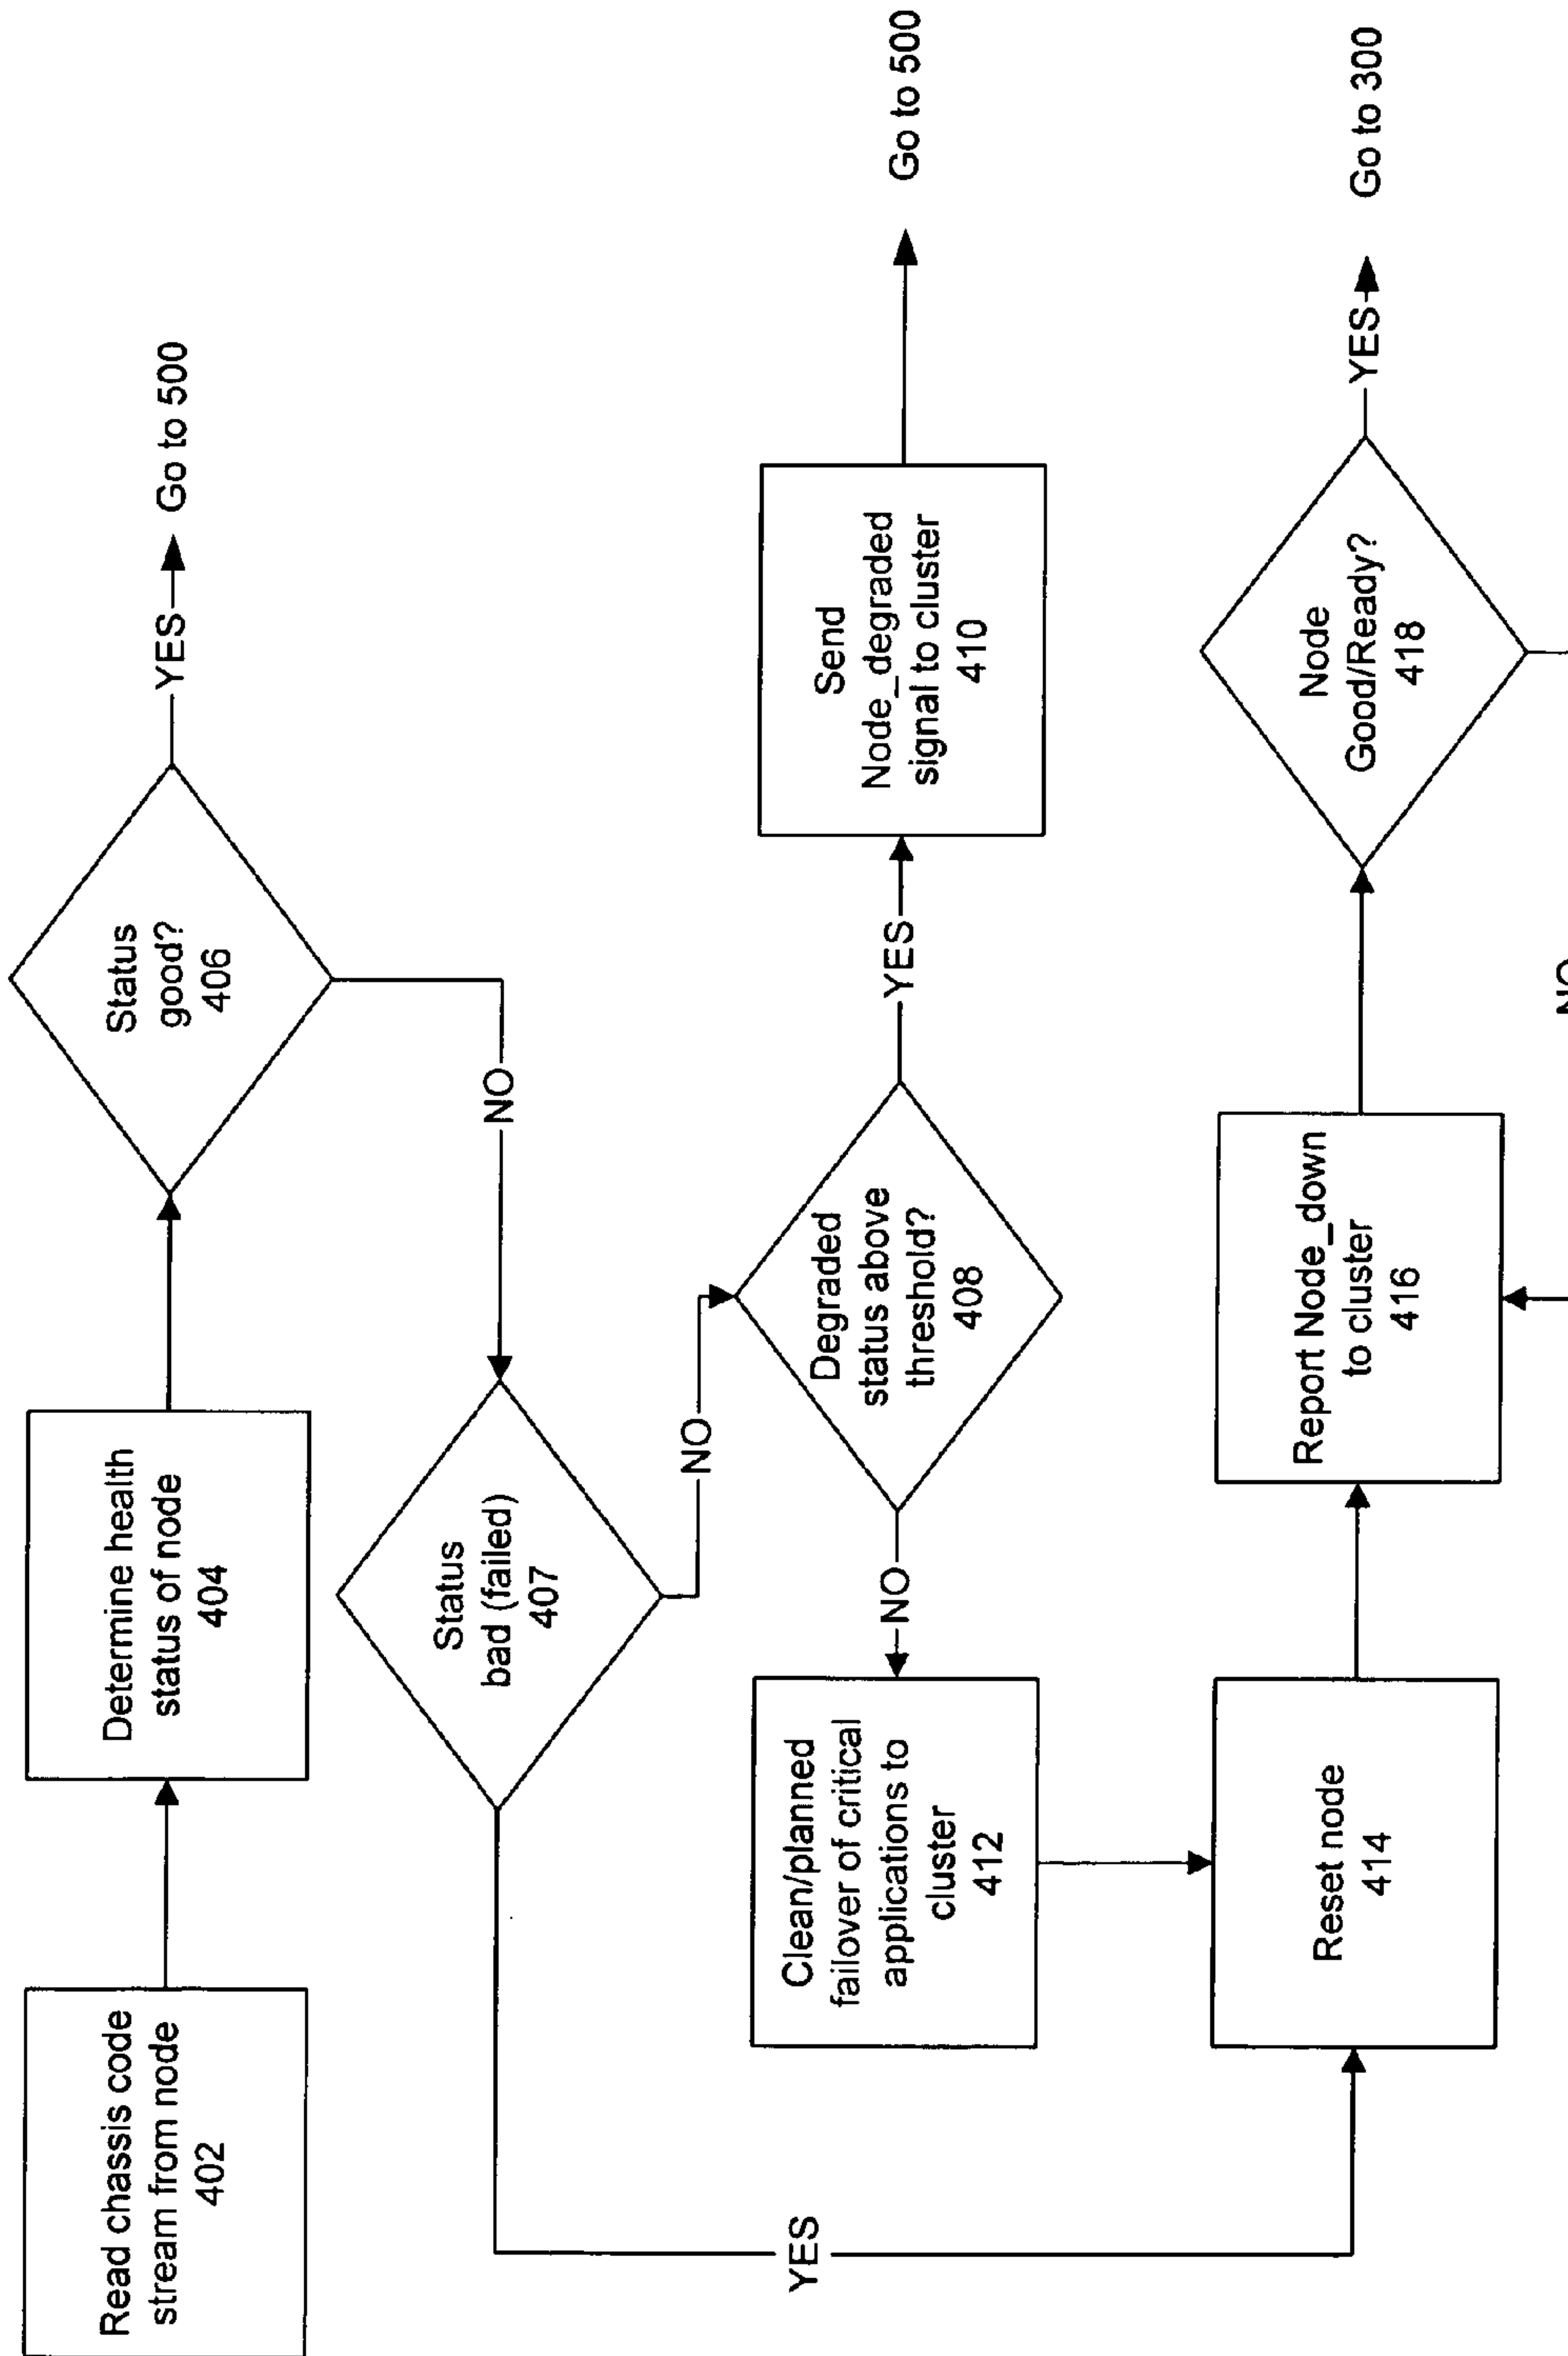 Read chassis code
stream from node
402
Determine health
status of node
404
Status
good?
406
YES
Go to 500
NO
Status
bad (failed)
407
NO
YES
Degraded
status above
threshold?
408
YES
Send
Node_degraded
signal to cluster
410
Go to 500
NO
Clean/planned
failover of critical
applications to
cluster
412
Reset node
414
Report Node_down
to cluster
416
Node
Good/Ready?
418
YES
Go to 300
NO